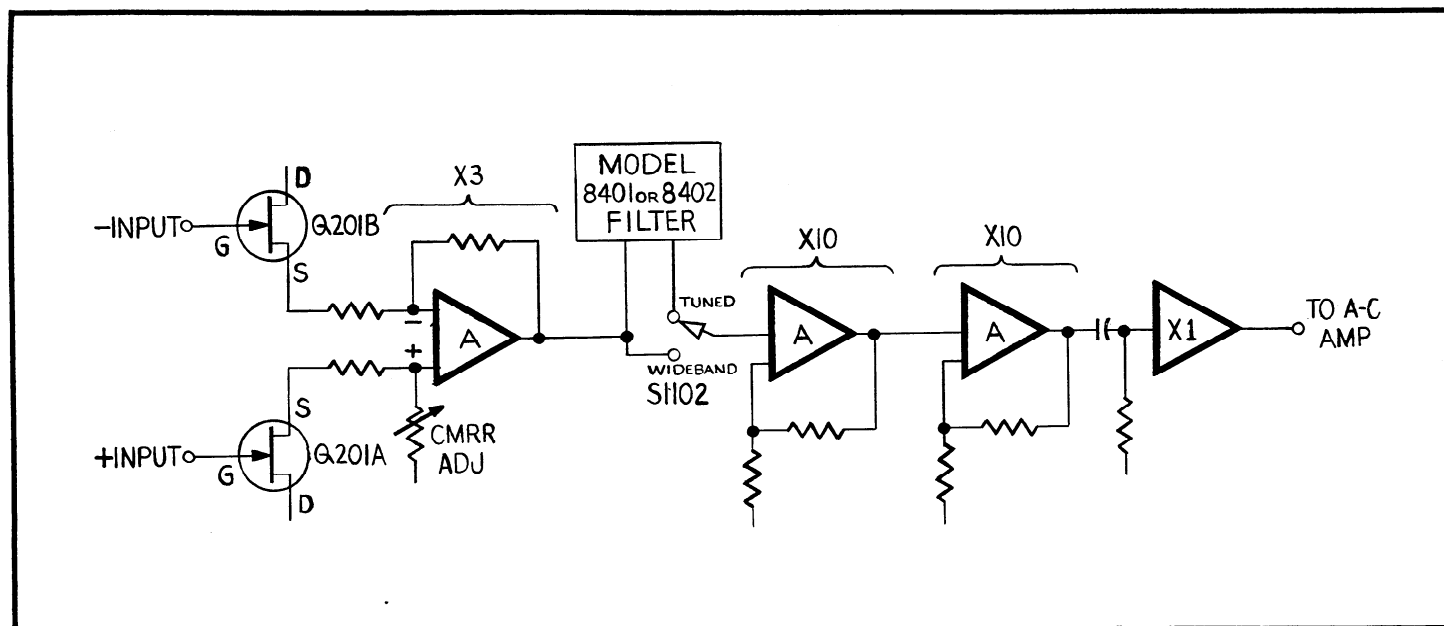 D
-INPUT
G
Q201B
S
X3
-
A
+
MODEL
8401 OR 8402
FILTER
TUNED
WIDEBAND
S1102
X10
A
X10
A
X1
TO A-C
AMP
S
+INPUT
G
Q201A
D
CMRR
ADJ